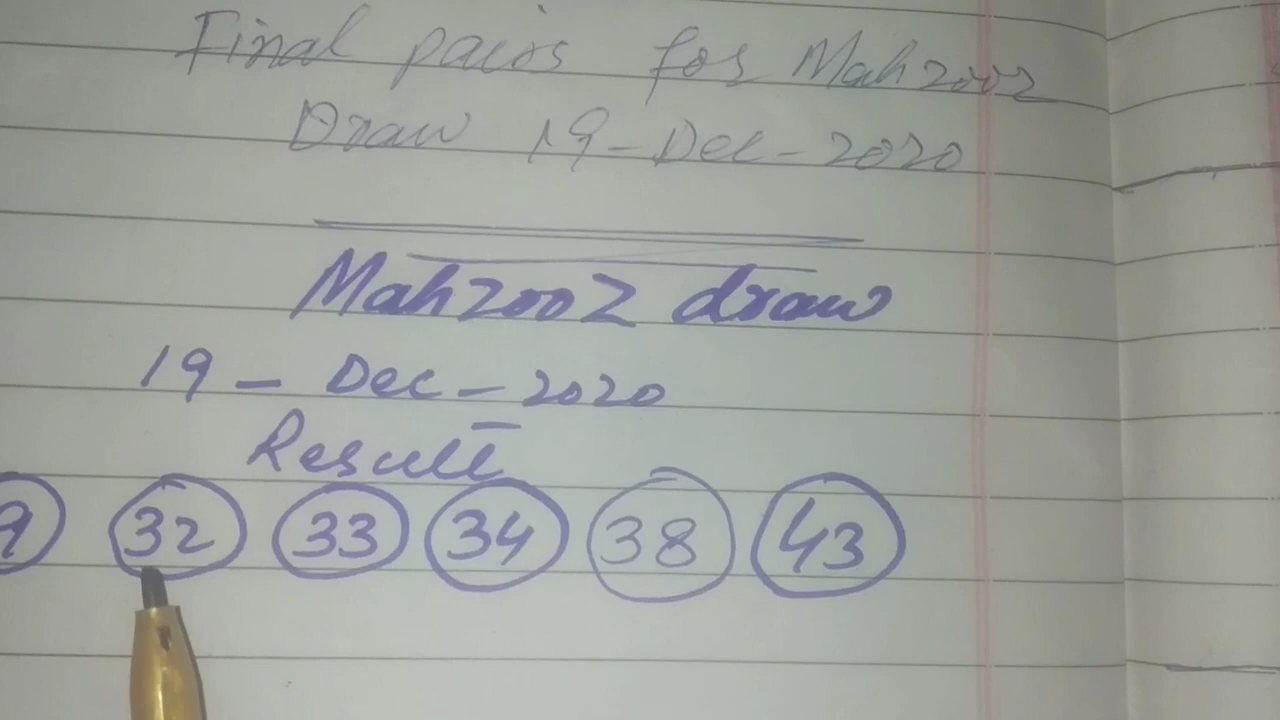 Final pairs for Mahzooz
Draw 19-Dec-2020
Mahzooz draw
19 - Dec - 2020
Result
9 32 33 34 38 43